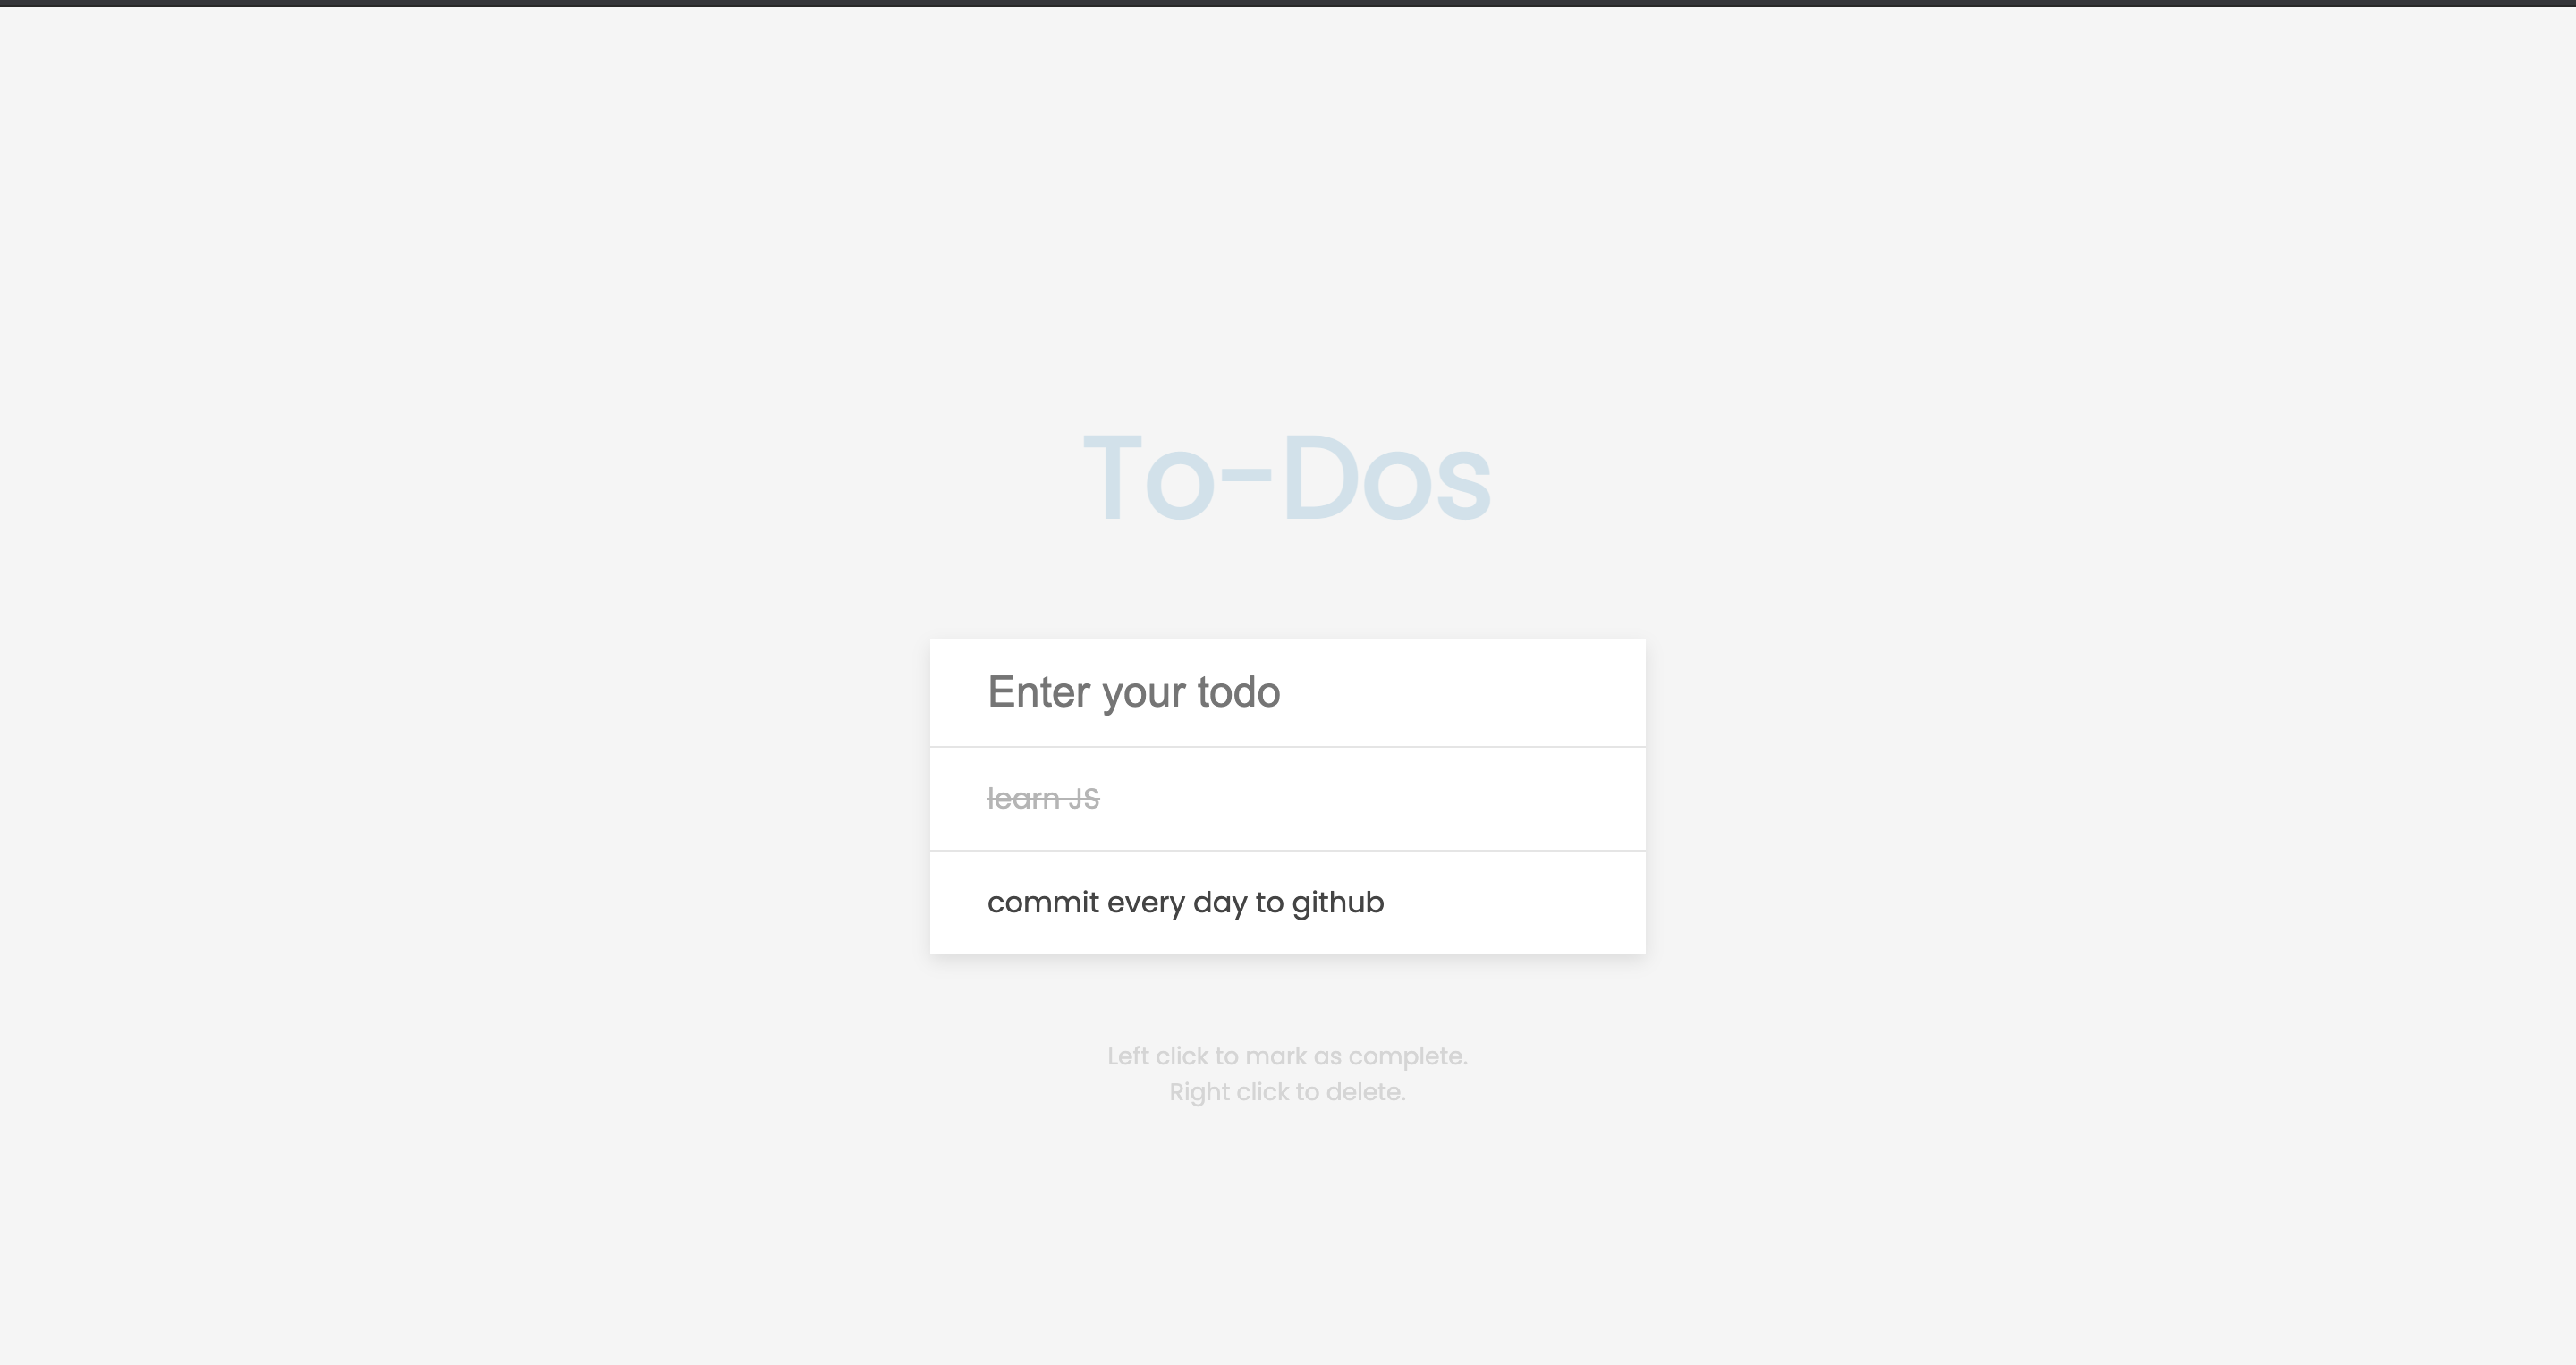 To-Dos
Enter your todo
learn JS
commit every day to github
Left click to mark as complete.
Right click to delete.